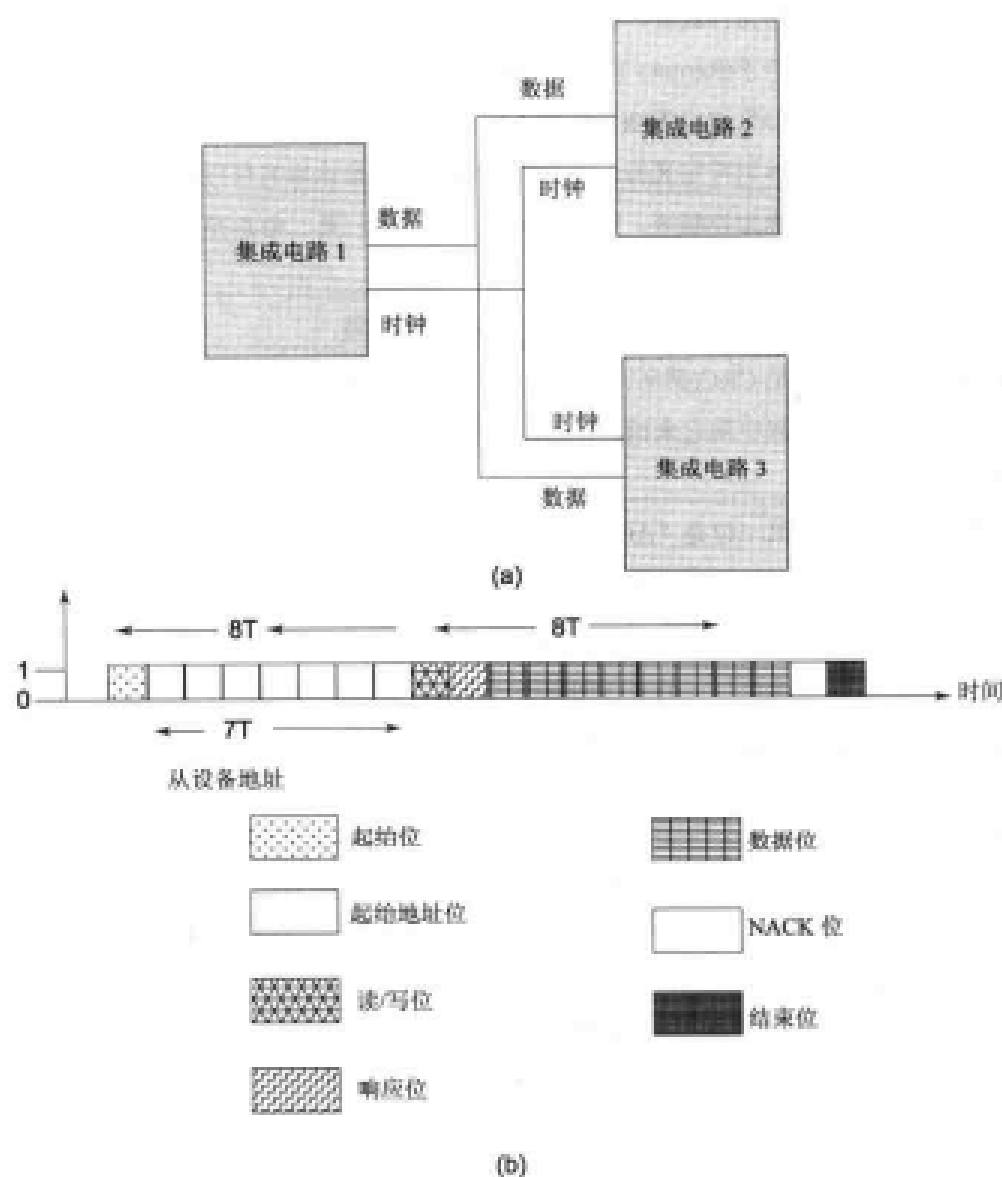 数据
集成电路 2
时钟
数据
集成电路 1
时钟
时钟
集成电路 3
数据
(a)
8T
8T
1
0
时间
7T
从设备地址
起始位
数据位
起始地址位
NACK 位
读/写位
结束位
响应位
(b)